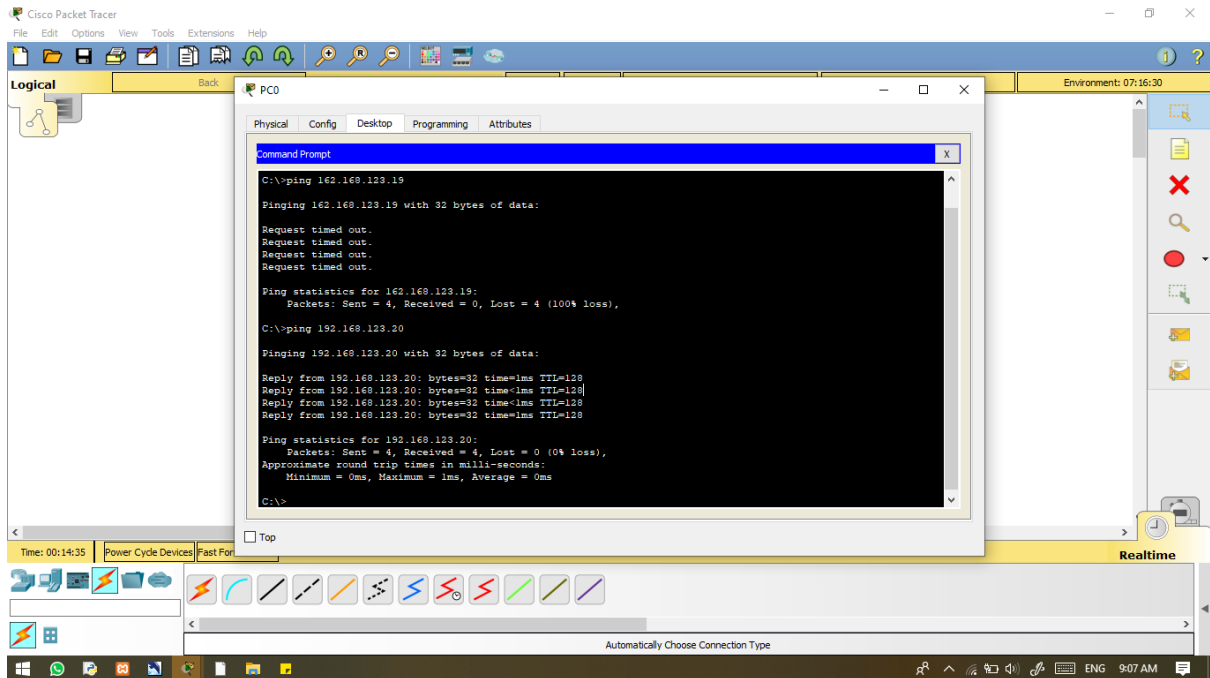 Cisco Packet Tracer
File Edit Options View Tools Extensions Help
Logical
Back
Environment: 07:16:30
PC0
Physical Config Desktop Programming Attributes
Command Prompt
X
C:\>ping 162.168.123.19
Pinging 162.168.123.19 with 32 bytes of data:
Request timed out.
Request timed out.
Request timed out.
Request timed out.
Ping statistics for 162.168.123.19:
Packets: Sent = 4, Received = 0, Lost = 4 (100% loss),
C:\>ping 192.168.123.20
Pinging 192.168.123.20 with 32 bytes of data:
Reply from 192.168.123.20: bytes=32 time=1ms TTL=128
Reply from 192.168.123.20: bytes=32 time<1ms TTL=128
Reply from 192.168.123.20: bytes=32 time<1ms TTL=128
Reply from 192.168.123.20: bytes=32 time=1ms TTL=128
Ping statistics for 192.168.123.20:
Packets: Sent = 4, Received = 4, Lost = 0 (0% loss),
Approximate round trip times in milli-seconds:
Minimum = 0ms, Maximum = 1ms, Average = 0ms
C:\>
Top
Time: 00:14:35 Power Cycle Devices Fast For
Realtime
Automatically Choose Connection Type
ENG 9:07 AM